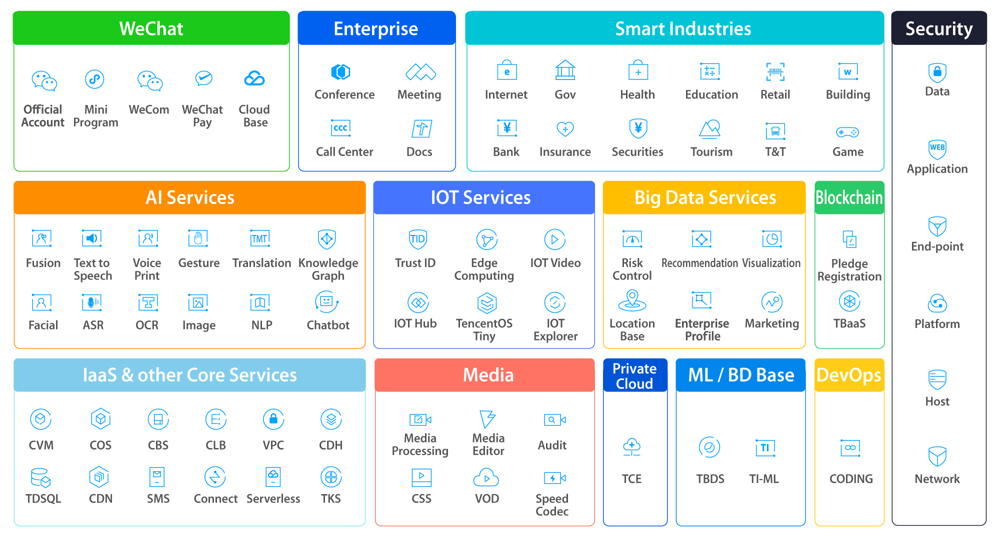 WeChat
Official
Account
Mini
Program
WeCom
WeChat
Pay
Cloud
Base
Enterprise
Conference
Meeting
CCC
Call Center
Docs
Smart Industries
e
Internet
Gov
Health
Education
Retail
w
Building
¥
Bank
Insurance
¥
Securities
Tourism
T&T
Game
Security
Data
WEB
Application
End-point
Platform
Host
Network
AI Services
Fusion
Text to
Speech
Voice
Print
Gesture
TMT
Translation
Knowledge
Graph
Facial
ASR
OCR
Image
NLP
Chatbot
IOT Services
TID
Trust ID
Edge
Computing
IOT Video
IOT Hub
TencentOS
Tiny
IOT
Explorer
Big Data Services
Risk
Control
Recommendation
Visualization
Location
Base
Enterprise
Profile
Marketing
Blockchain
Pledge
Registration
TBaaS
IaaS & other Core Services
CVM
COS
CBS
CLB
VPC
CDH
TDSQL
CDN
SMS
Connect
Serverless
TKS
Media
Media
Processing
Media
Editor
Audit
CSS
VOD
Speed
Codec
Private
Cloud
TCE
ML / BD Base
TBDS
TI
TI-ML
DevOps
CODING